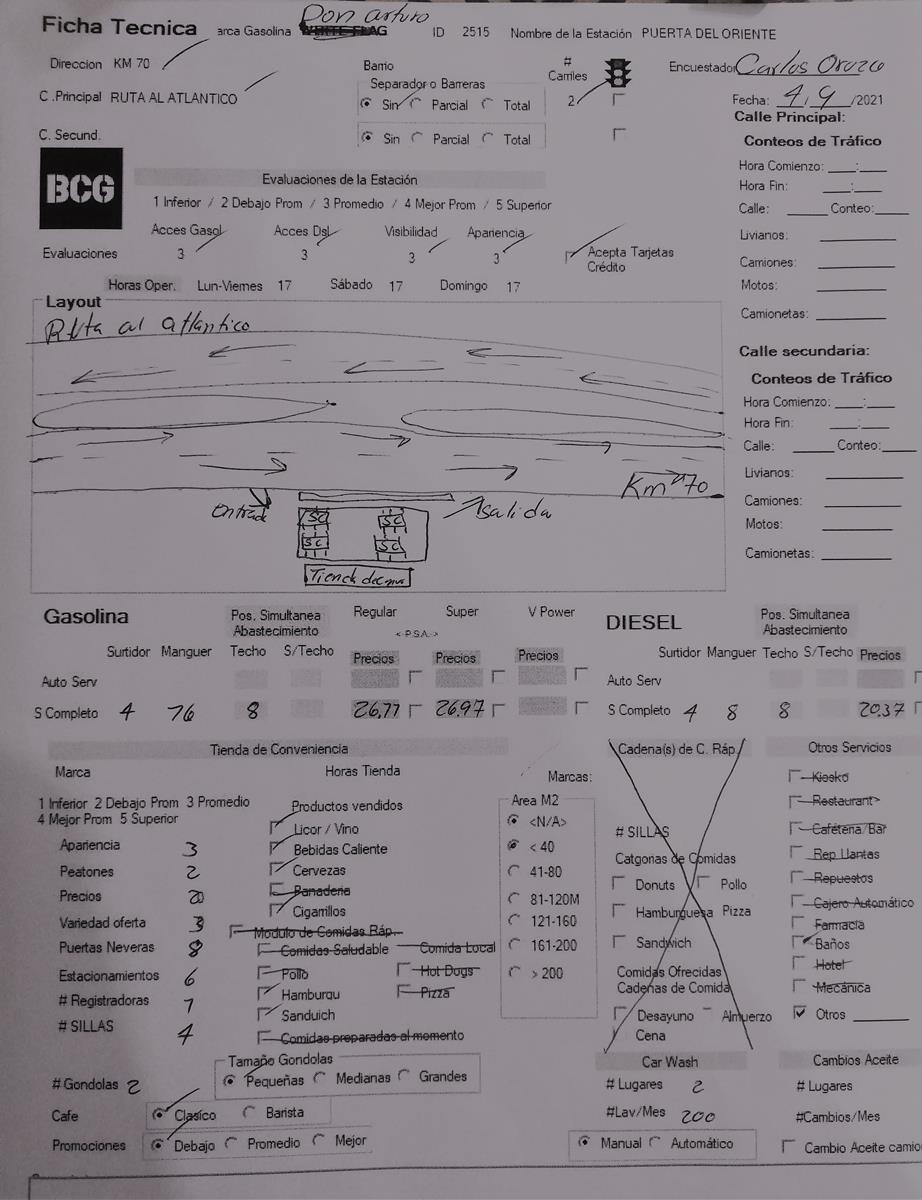 Don arturo
Ficha Tecnica arca Gasolina WHITE FLAG ID 2515 Nombre de la Estación PUERTA DEL ORIENTE
Direccion KM 70 Barrio # Carriles Encuestador Carlos Orozco
Separador o Barreras
C .Principal RUTA AL ATLANTICO Sin Parcial Total 2 Fecha: 4, 9 /2021
Calle Principal:
C. Secund. Sin Parcial Total
Conteos de Tráfico
BCG
Hora Comienzo: ___:___
Evaluaciones de la Estación
Hora Fin: ___:___
1 Inferior / 2 Debajo Prom / 3 Promedio / 4 Mejor Prom / 5 Superior
Calle: _____ Conteo:____
Acces Gasol Acces Dsl Visibilidad Apariencia
Livianos:
Evaluaciones 3 3 3 3 Acepta Tarjetas Crédito
Camiones:
Horas Oper. Lun-Viernes 17 Sábado 17 Domingo 17
Motos:
Camionetas:
Layout
Ruta al atlantico
Calle secundaria:
Conteos de Tráfico
Hora Comienzo: ___:___
Hora Fin: ___:___
Calle: _____ Conteo:____
Livianos:
Km 70
Camiones:
Entrada Salida
SC SC
Motos:
SC SC
Camionetas:
Tienda de
Gasolina Pos. Simultanea Abastecimiento Regular Super V Power DIESEL Pos. Simultanea Abastecimiento
<-P.S.A.->
Surtidor Manguer Techo S/Techo Precios Precios Precios Surtidor Manguer Techo S/Techo Precios
Auto Serv Auto Serv
S Completo 4 16 8 26.77 26.97 S Completo 4 8 8 20.37
Tienda de Conveniencia Cadena(s) de C. Ráp. Otros Servicios
Marca Horas Tienda Marcas: Kiosko
1 Inferior 2 Debajo Prom 3 Promedio Productos vendidos Area M2 Restaurant
4 Mejor Prom 5 Superior Licor / Vino <N/A> # SILLAS Cafétería/Bar
Apariencia 3 Bebidas Caliente < 40 Catgorias de Comidas Rep Llantas
Peatones 2 Cervezas 41-80 Donuts Pollo Repuestos
Precios 20 Panaderia 81-120M Hamburguesa Pizza Cajero Automático
Variedad oferta 3 Cigarrillos 121-160 Farmacia
Modulo de Comidas Ráp.
Puertas Neveras 8 Comidas Saludable Comida Local 161-200 Sandwich Baños
Estacionamientos 6 Pollo Hot Dogs > 200 Comidas Ofrecidas Cadenas de Comida Hotel
# Registradoras 1 Hamburgu Pizza Mecánica
Sanduich Desayuno Almuerzo Otros
# SILLAS 4 Comidas preparadas al momento Cena
Tamaño Gondolas Car Wash Cambios Aceite
# Gondolas 2 Pequeñas Medianas Grandes # Lugares 2 # Lugares
Cafe Clasico Barista #Lav/Mes 200 #Cambios/Mes
Promociones Debajo Promedio Mejor Manual Automático Cambio Aceite camio